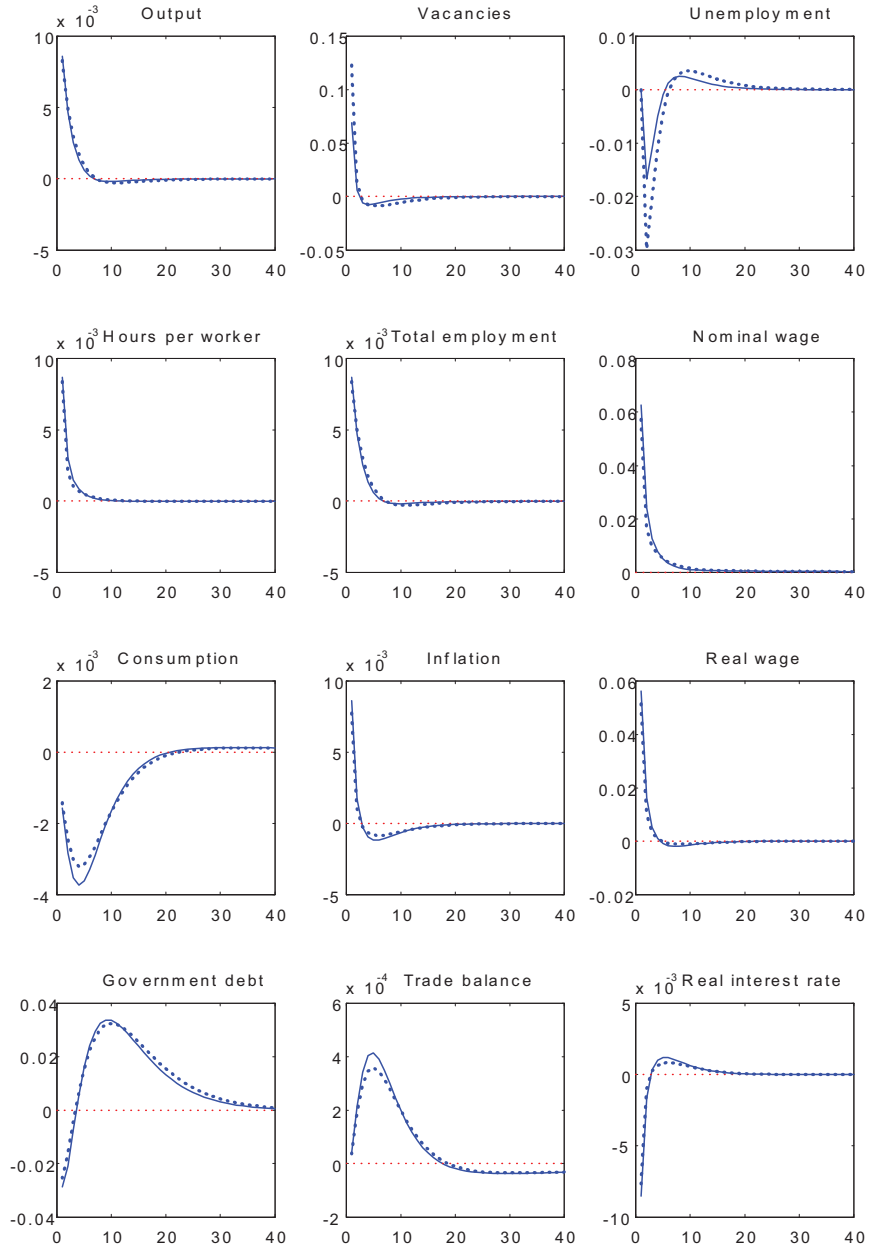 Output
x 10^-3
10
5
0
-5
0 10 20 30 40
Vacancies
0.15
0.1
0.05
0
-0.05
0 10 20 30 40
Unemployment
0.01
0
-0.01
-0.02
-0.03
0 10 20 30 40
Hours per worker
x 10^-3
10
5
0
-5
0 10 20 30 40
Total employment
x 10^-3
10
5
0
-5
0 10 20 30 40
Nominal wage
0.08
0.06
0.04
0.02
0
0 10 20 30 40
Consumption
x 10^-3
2
0
-2
-4
0 10 20 30 40
Inflation
x 10^-3
10
5
0
-5
0 10 20 30 40
Real wage
0.06
0.04
0.02
0
-0.02
0 10 20 30 40
Government debt
0.04
0.02
0
-0.02
-0.04
0 10 20 30 40
Trade balance
x 10^-4
6
4
2
0
-2
0 10 20 30 40
Real interest rate
x 10^-3
5
0
-5
-10
0 10 20 30 40